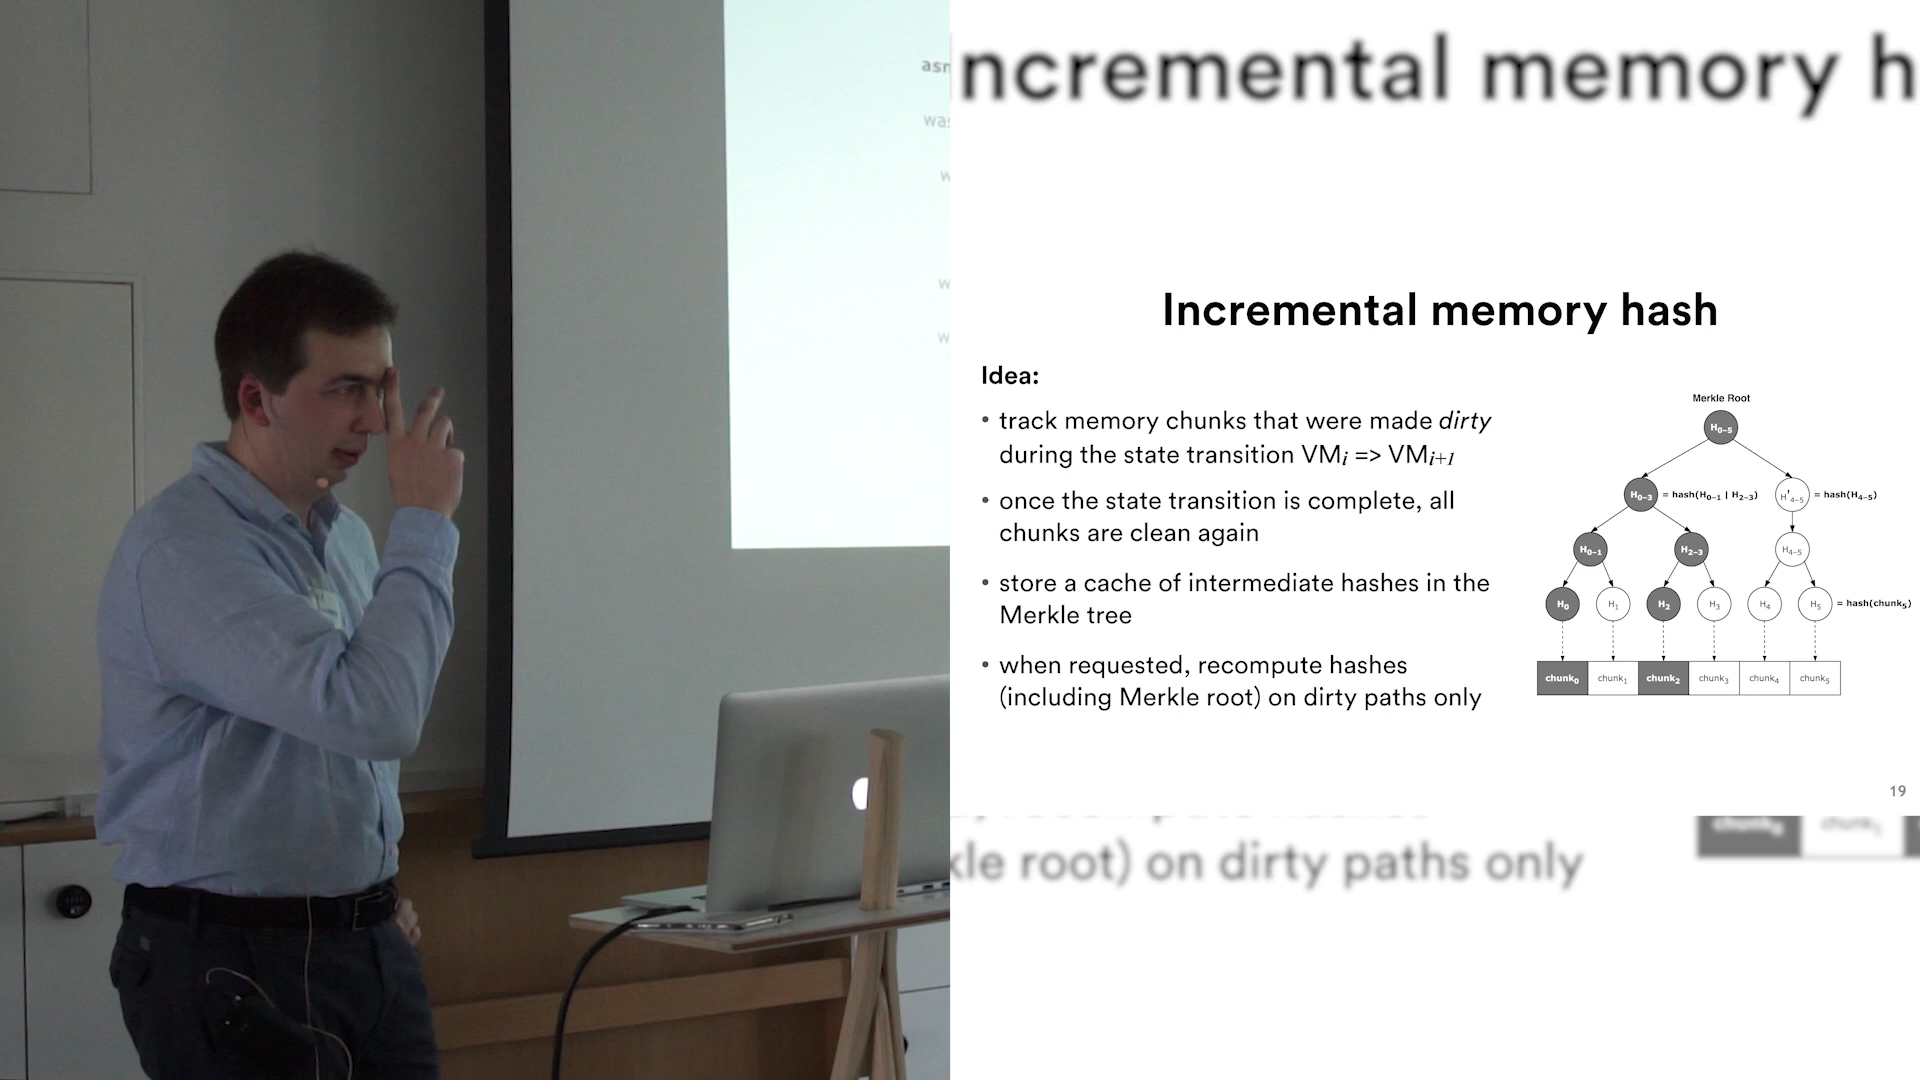 asm
was
w
w
w
ncremental memory h
Incremental memory hash
Idea:
• track memory chunks that were made dirty
during the state transition VMi => VMi+1
• once the state transition is complete, all
chunks are clean again
• store a cache of intermediate hashes in the
Merkle tree
• when requested, recompute hashes
(including Merkle root) on dirty paths only
Merkle Root
H0–5
H0–3 = hash(H0–1 | H2–3) H'4–5 = hash(H4–5)
H0–1 H2–3 H4–5
H0 H1 H2 H3 H4 H5 = hash(chunk5)
chunk0 chunk1 chunk2 chunk3 chunk4 chunk5
19
chunk0 chunk1
kle root) on dirty paths only